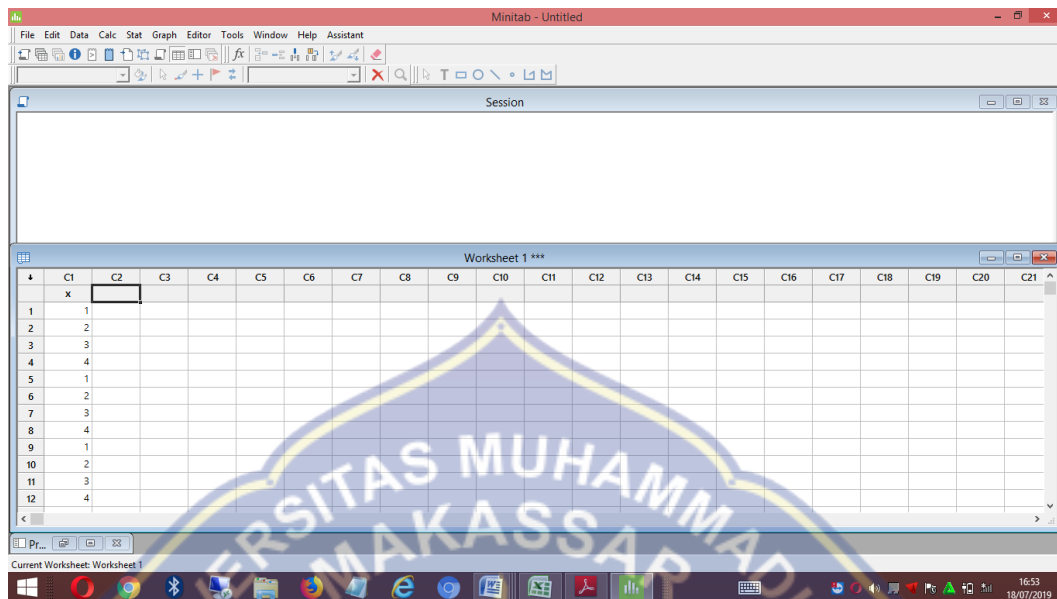 Minitab - Untitled
File Edit Data Calc Stat Graph Editor Tools Window Help Assistant
Session
Worksheet 1 ***
C1 C2 C3 C4 C5 C6 C7 C8 C9 C10 C11 C12 C13 C14 C15 C16 C17 C18 C19 C20 C21
x
1 1
2 2
3 3
4 4
5 1
6 2
7 3
8 4
9 1
10 2
11 3
12 4
ERSITAS MUHAMMAD
MAKASSAR
Pr...
Current Worksheet: Worksheet 1
16:53
18/07/2019